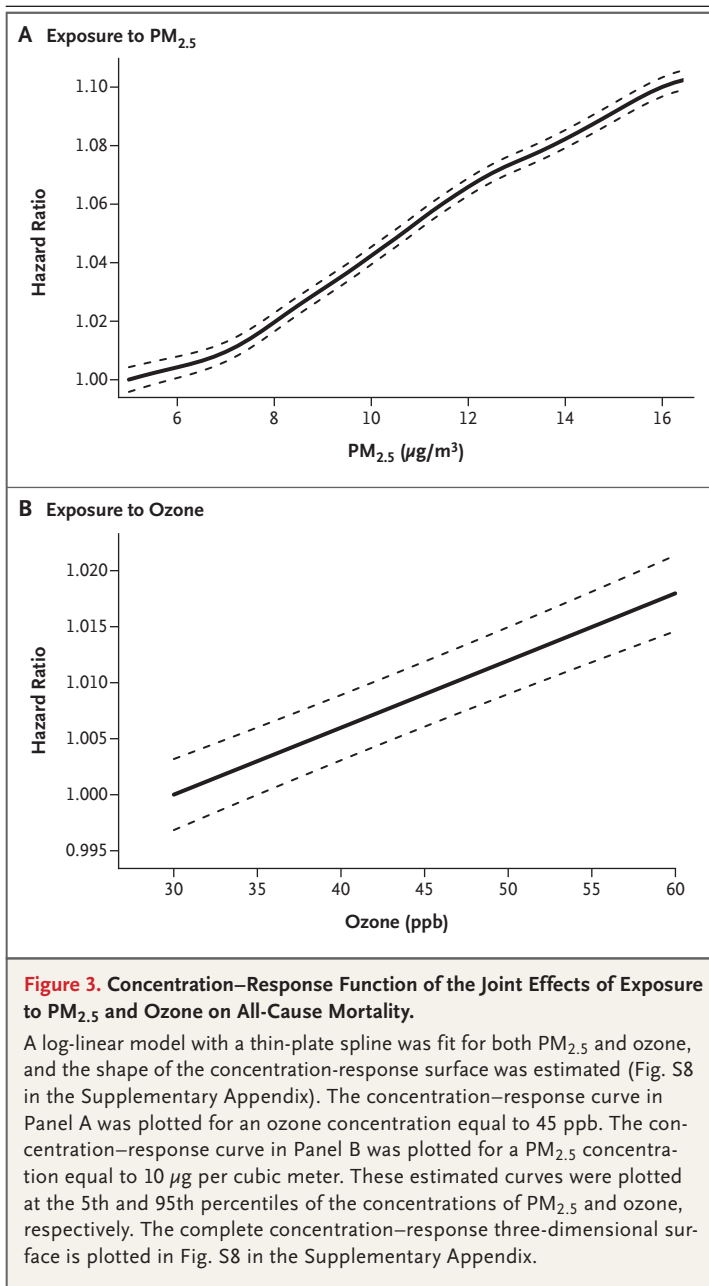 A Exposure to PM2.5
1.10
1.08
1.06
1.04
1.02
1.00
Hazard Ratio
6 8 10 12 14 16
PM2.5 (µg/m³)
B Exposure to Ozone
1.020
1.015
1.010
1.005
1.000
0.995
Hazard Ratio
30 35 40 45 50 55 60
Ozone (ppb)
Figure 3. Concentration–Response Function of the Joint Effects of Exposure
to PM2.5 and Ozone on All-Cause Mortality.
A log-linear model with a thin-plate spline was fit for both PM2.5 and ozone,
and the shape of the concentration-response surface was estimated (Fig. S8
in the Supplementary Appendix). The concentration–response curve in
Panel A was plotted for an ozone concentration equal to 45 ppb. The con-
centration–response curve in Panel B was plotted for a PM2.5 concentra-
tion equal to 10 µg per cubic meter. These estimated curves were plotted
at the 5th and 95th percentiles of the concentrations of PM2.5 and ozone,
respectively. The complete concentration–response three-dimensional sur-
face is plotted in Fig. S8 in the Supplementary Appendix.